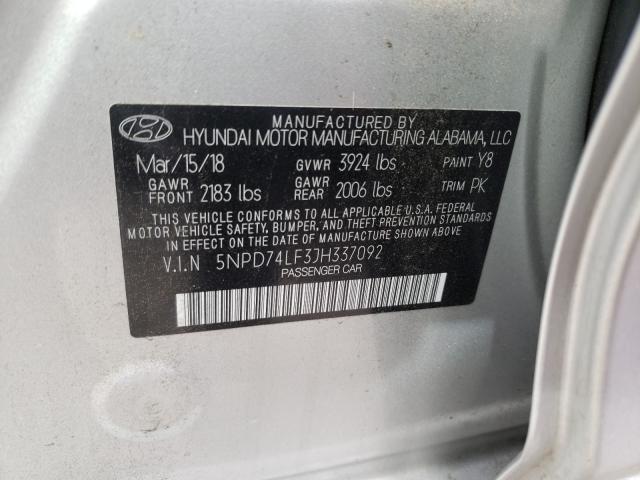 MANUFACTURED BY
HYUNDAI MOTOR MANUFACTURING ALABAMA, LLC
Mar/15/18 GVWR 3924 lbs PAINT Y8
GAWR FRONT 2183 lbs GAWR REAR 2006 lbs TRIM PK
THIS VEHICLE CONFORMS TO ALL APPLICABLE U.S.A. FEDERAL
MOTOR VEHICLE SAFETY, BUMPER, AND THEFT PREVENTION STANDARDS
IN EFFECT ON THE DATE OF MANUFACTURE SHOWN ABOVE.
V.I.N 5NPD74LF3JH337092
PASSENGER CAR